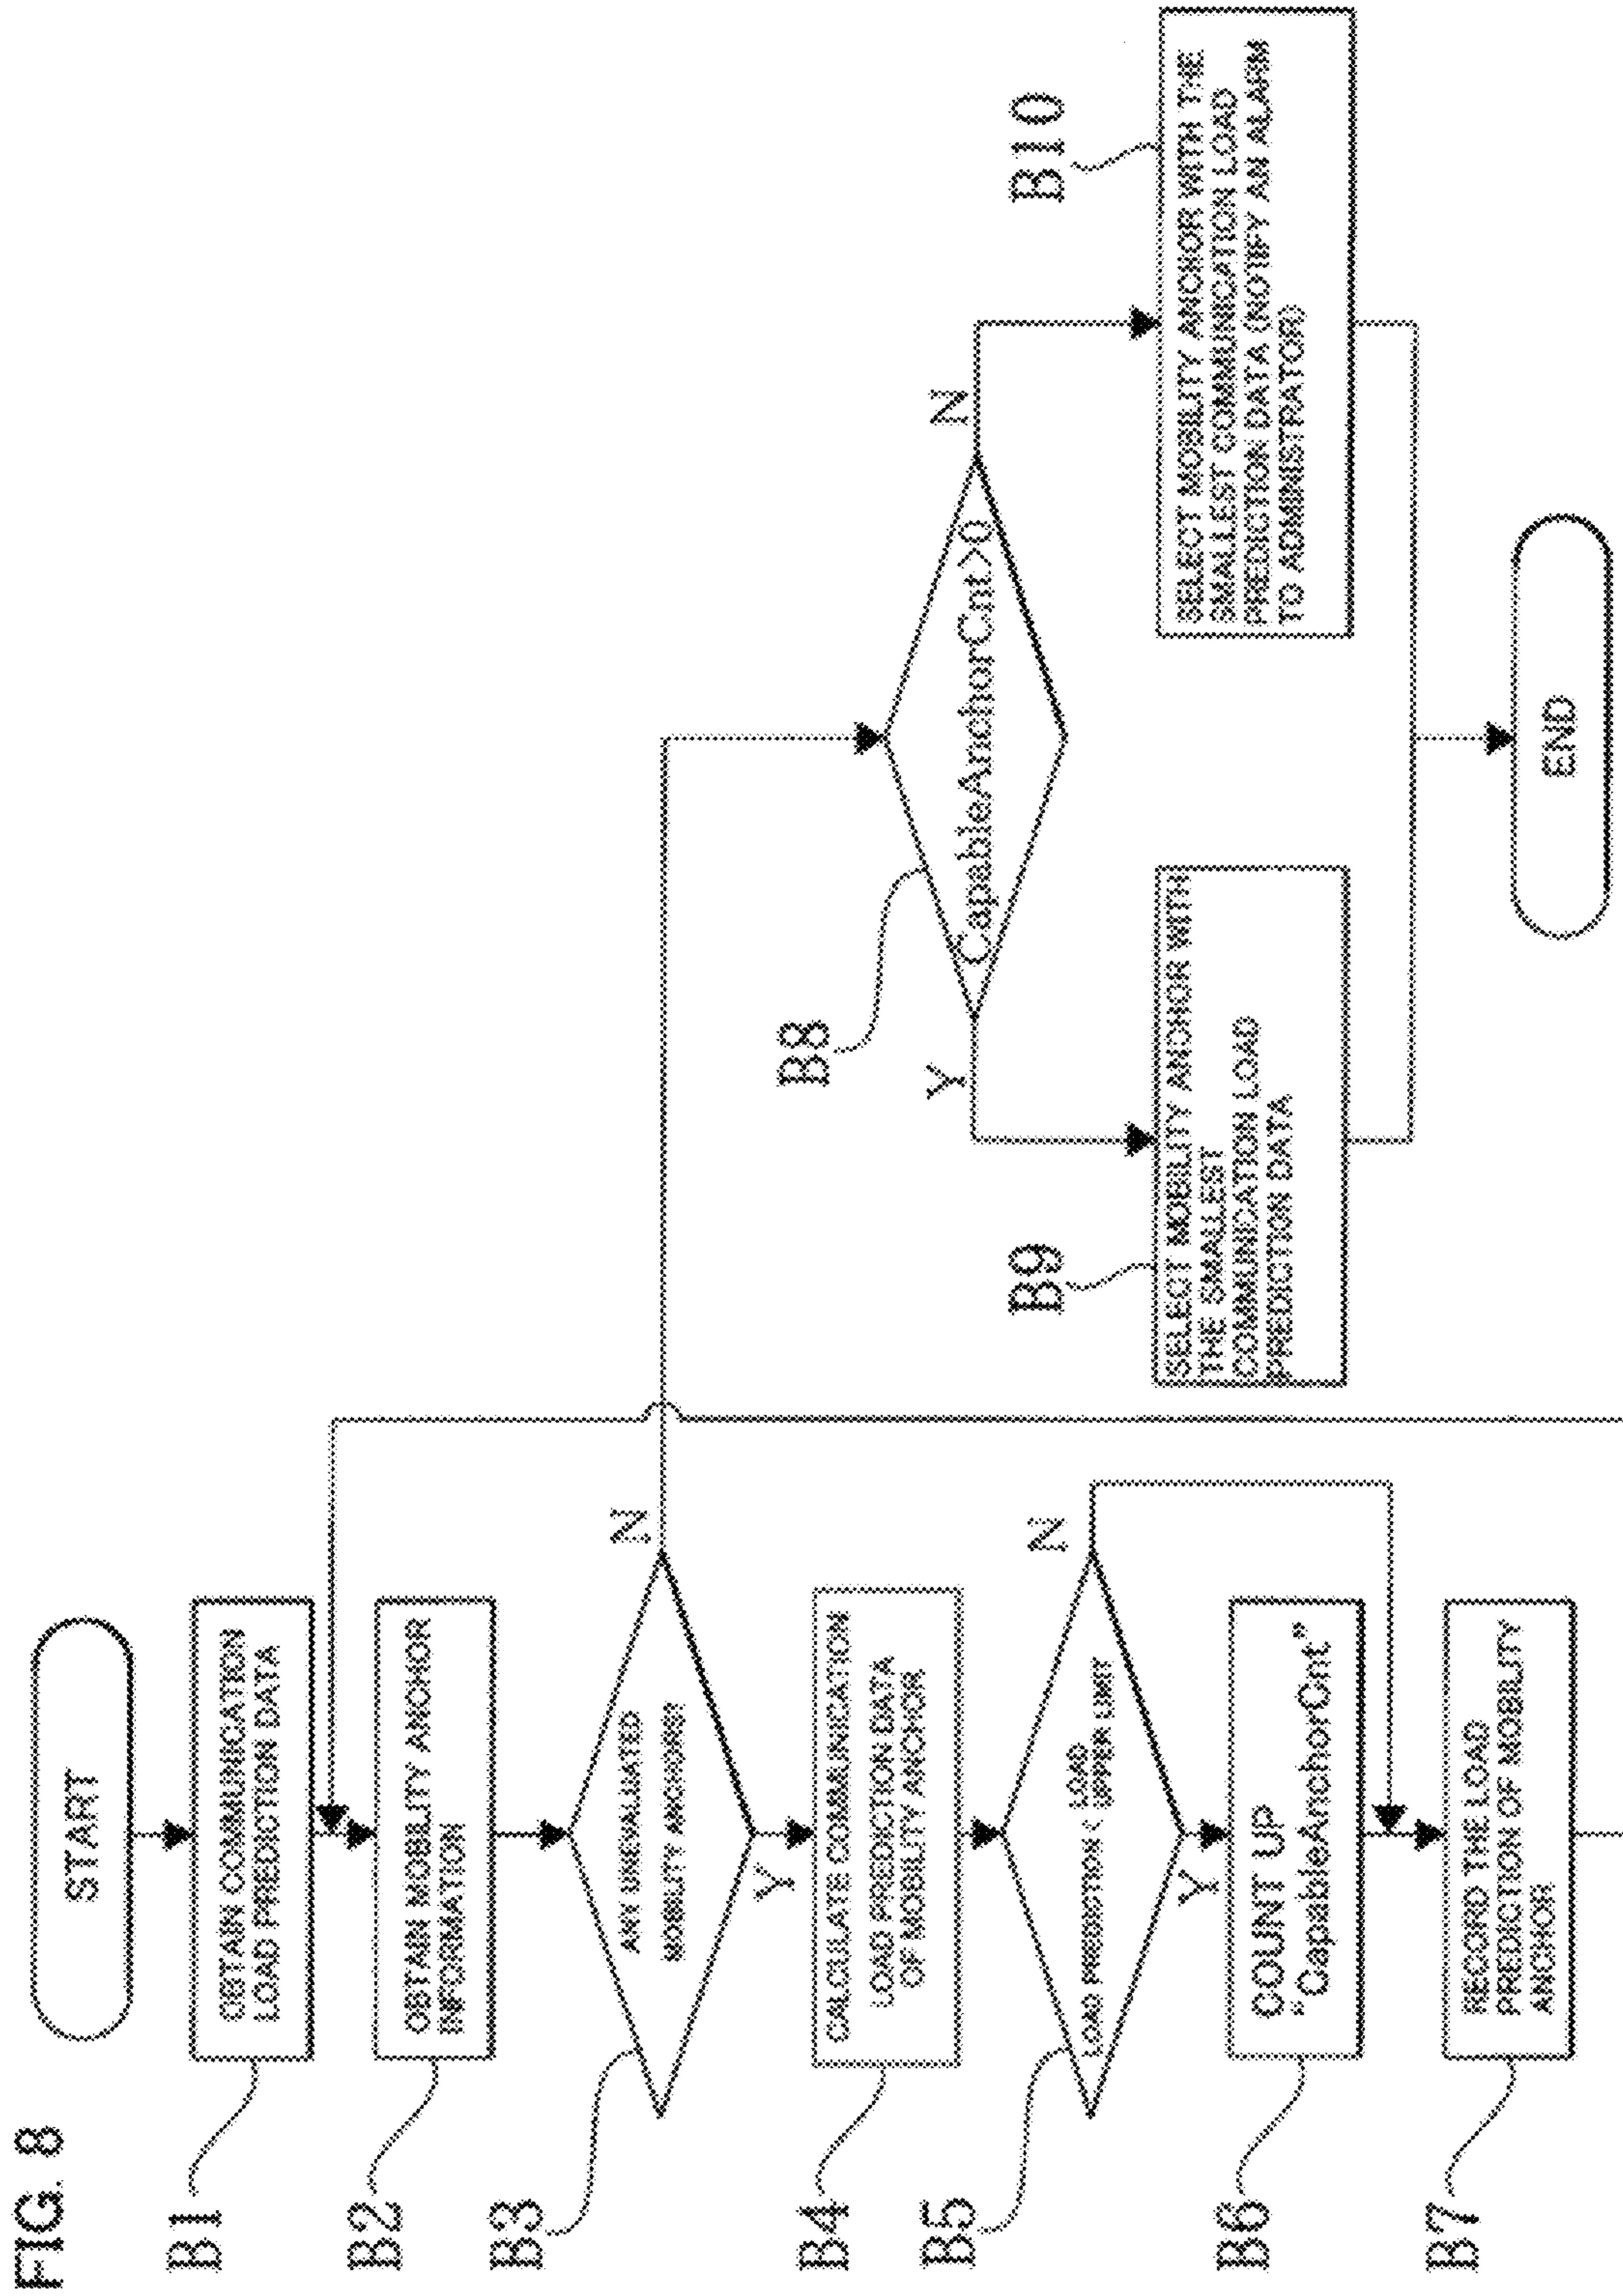 FIG. 8
START
B1
OBTAIN COMMUNICATION
LOAD PREDICTION DATA
B2
OBTAIN MOBILITY ANCHOR
INFORMATION
B3
ANY UNEVALUATED
MOBILITY ANCHORS?
N
Y
B4
CALCULATE COMMUNICATION
LOAD PREDICTION DATA
OF MOBILITY ANCHOR
B5
LOAD PREDICTION < LOAD
UPPER LIMIT
N
Y
B6
COUNT UP
"CapableAnchorCnt"
B7
RECORD THE LOAD
PREDICTION OF MOBILITY
ANCHOR
B8
CapableAnchorCnt>0
Y
N
B9
SELECT MOBILITY ANCHOR WITH
THE SMALLEST
COMMUNICATION LOAD
PREDICTION DATA
B10
SELECT MOBILITY ANCHOR WITH THE
SMALLEST COMMUNICATION LOAD
PREDICTION DATA (NOTIFY AN ALARM
TO ADMINISTRATOR)
END